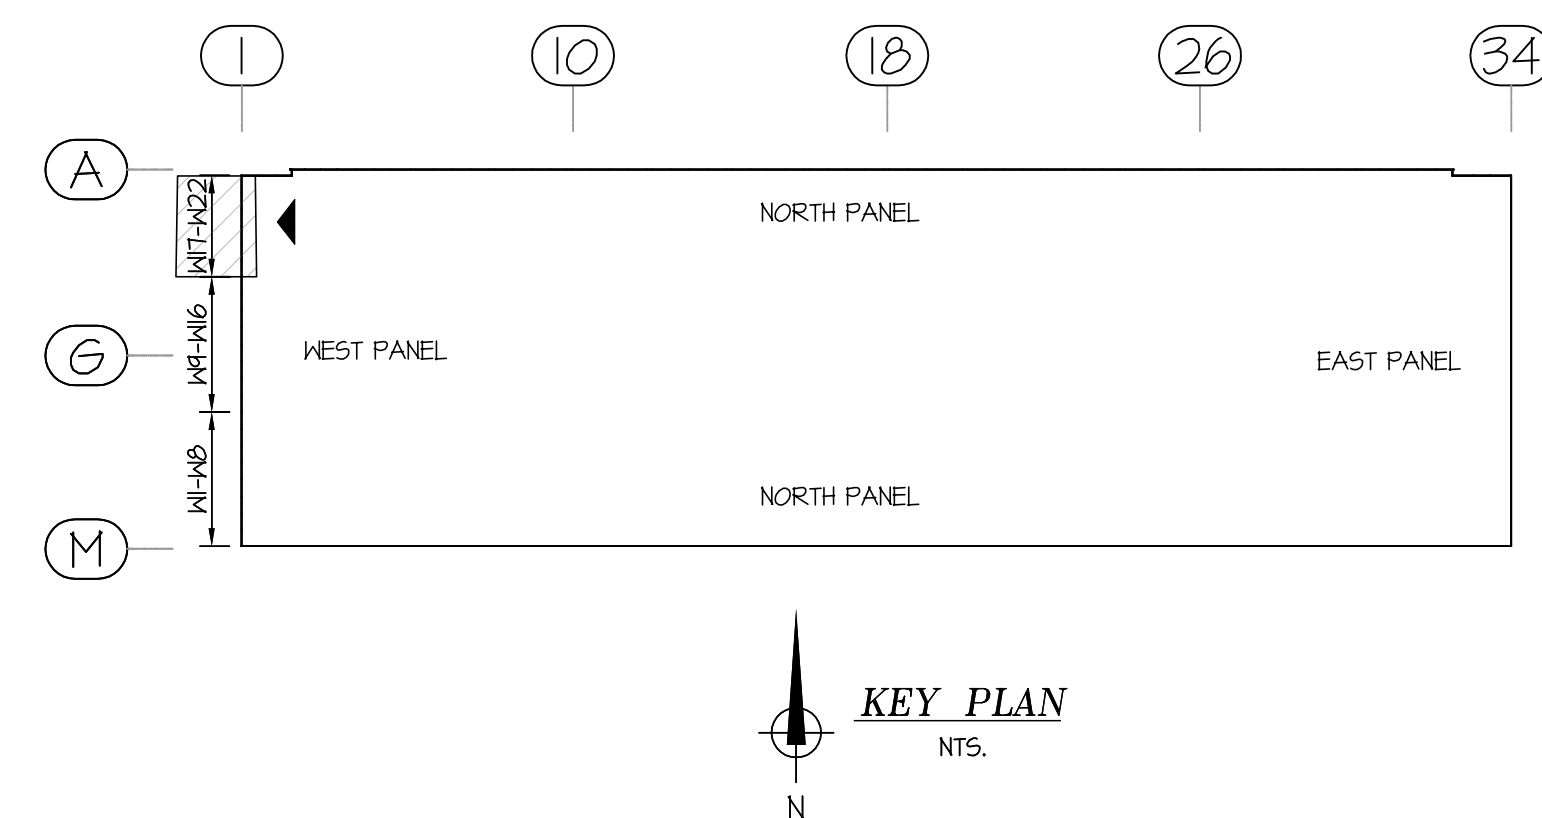 1
10
18
26
34
A
W17-W22
NORTH PANEL
W9-W16
G
WEST PANEL
EAST PANEL
W1-W8
NORTH PANEL
M
KEY PLAN
NTS.
N